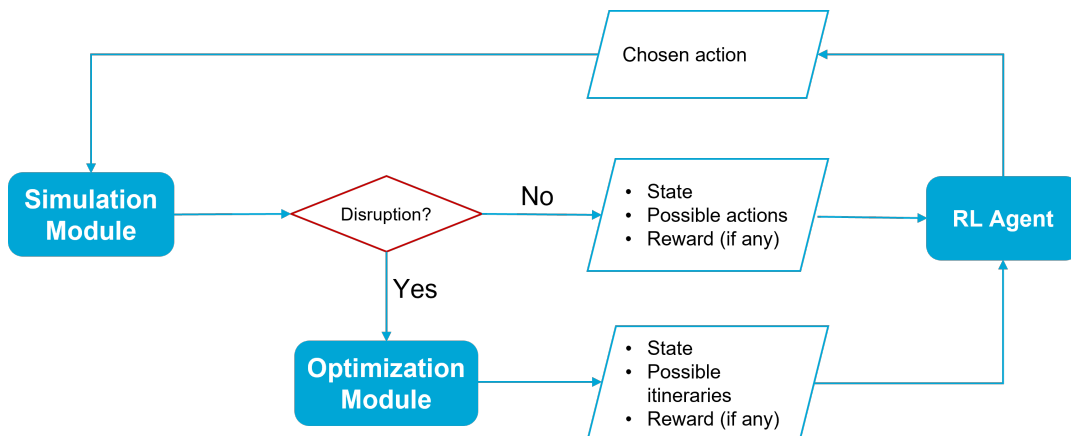 Chosen action
Simulation
Module
Disruption?
No
• State
• Possible actions
• Reward (if any)
RL Agent
Yes
Optimization
Module
• State
• Possible
itineraries
• Reward (if any)